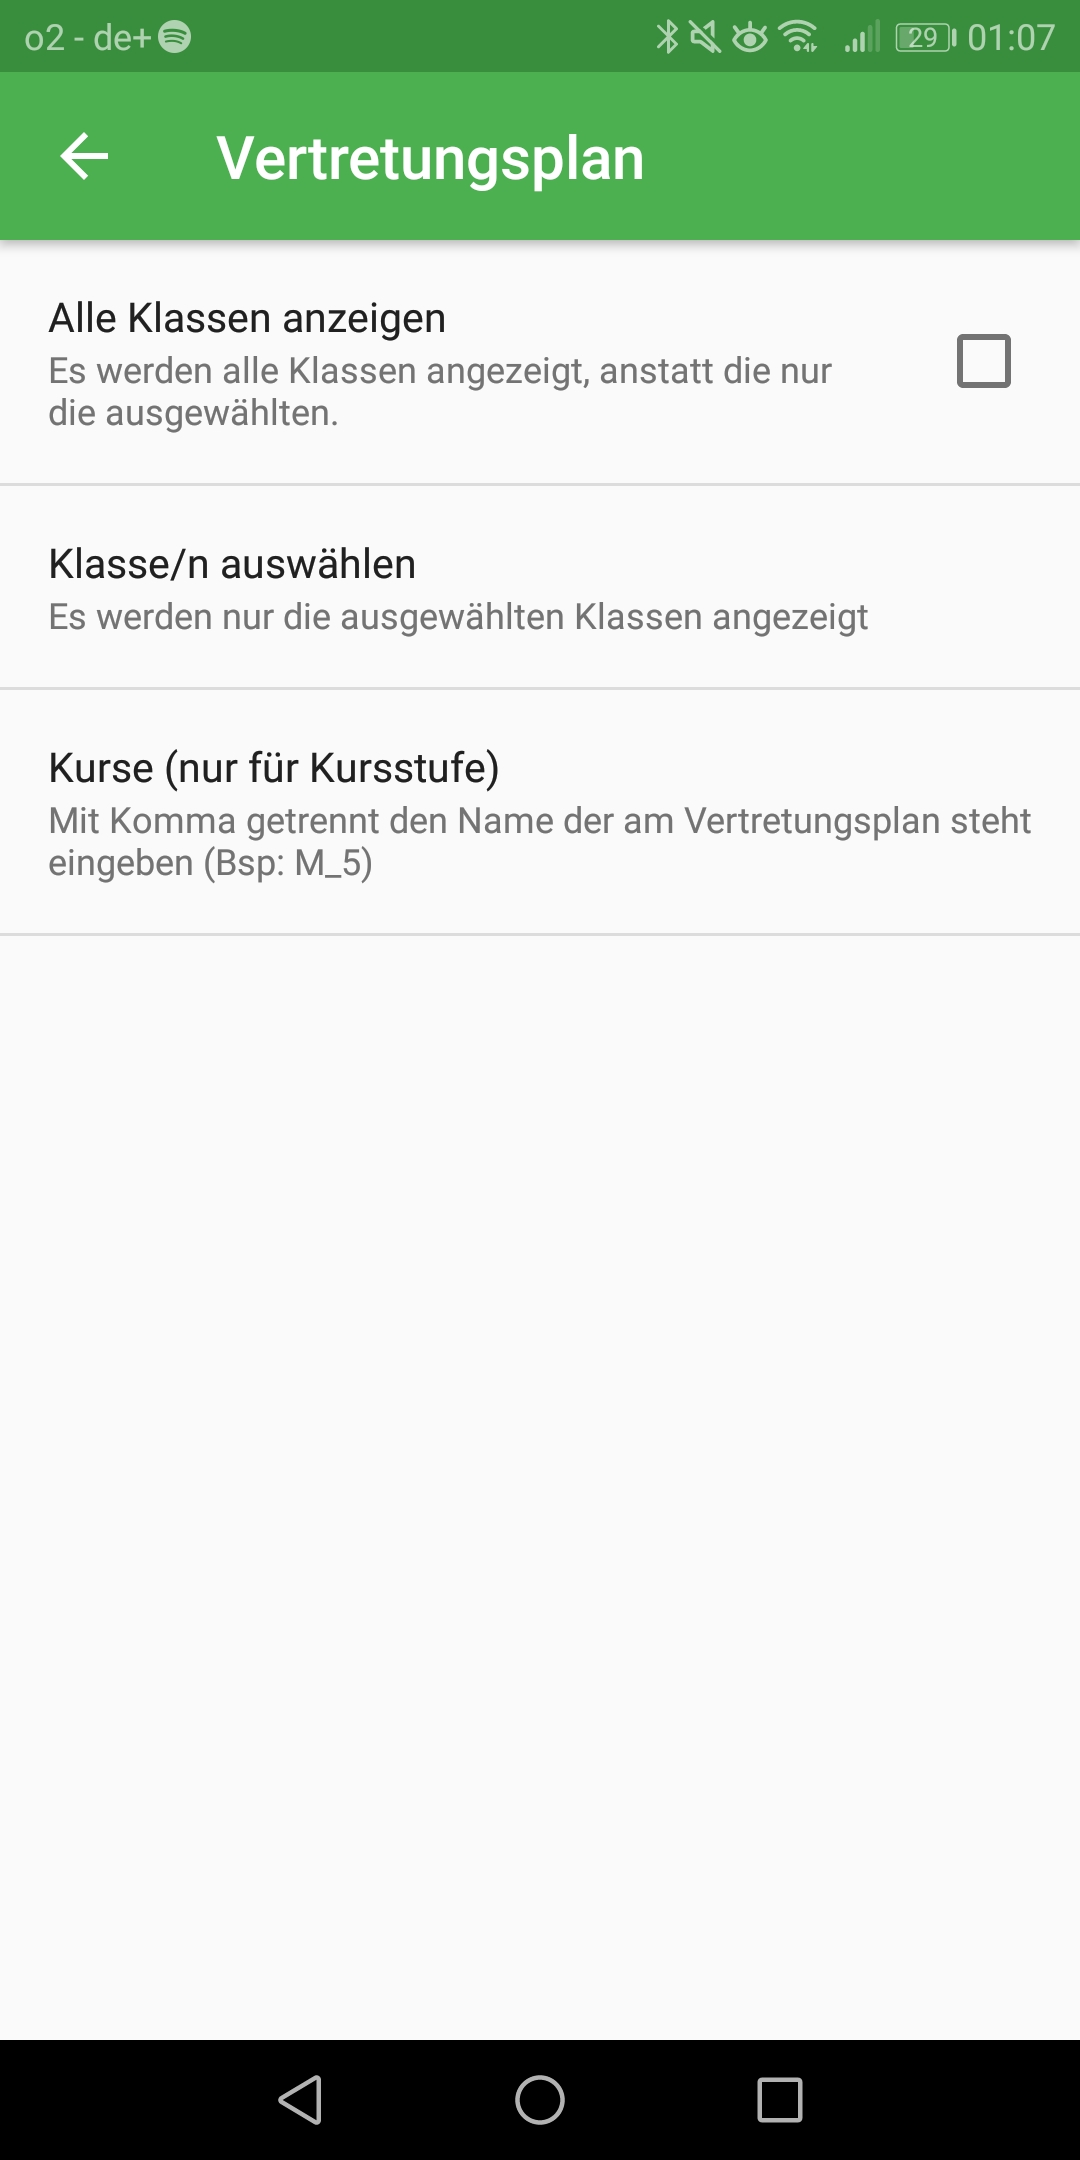 o2 - de+ 29 01:07
Vertretungsplan
Alle Klassen anzeigen
Es werden alle Klassen angezeigt, anstatt die nur
die ausgewählten.
Klasse/n auswählen
Es werden nur die ausgewählten Klassen angezeigt
Kurse (nur für Kursstufe)
Mit Komma getrennt den Name der am Vertretungsplan steht
eingeben (Bsp: M_5)